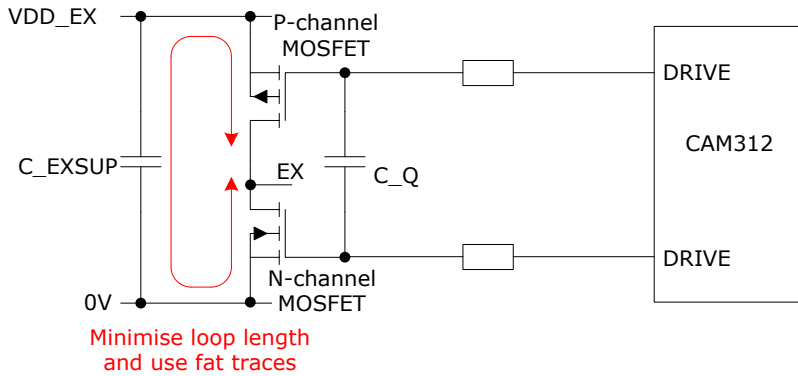 VDD_EX
P-channel
MOSFET
DRIVE
CAM312
C_EXSUP
EX
C_Q
DRIVE
N-channel
MOSFET
0V
Minimise loop length
and use fat traces